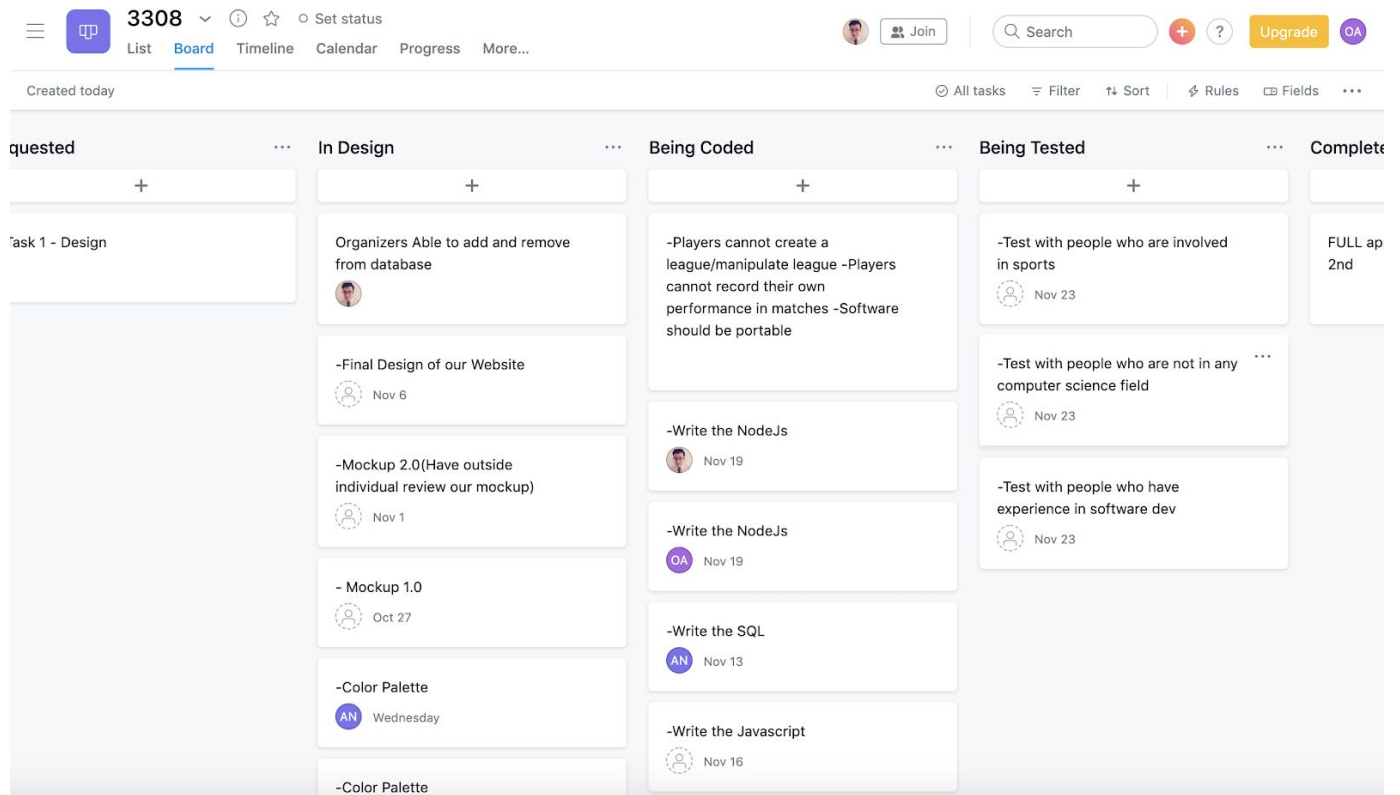 3308
Set status
List Board Timeline Calendar Progress More...
Join
Search
?
Upgrade
OA
Created today
All tasks Filter Sort Rules Fields
quested
Task 1 - Design
In Design
Organizers Able to add and remove
from database
-Final Design of our Website
Nov 6
-Mockup 2.0(Have outside
individual review our mockup)
Nov 1
- Mockup 1.0
Oct 27
-Color Palette
AN Wednesday
-Color Palette
Being Coded
-Players cannot create a
league/manipulate league -Players
cannot record their own
performance in matches -Software
should be portable
-Write the NodeJs
Nov 19
-Write the NodeJs
OA Nov 19
-Write the SQL
AN Nov 13
-Write the Javascript
Nov 16
Being Tested
-Test with people who are involved
in sports
Nov 23
-Test with people who are not in any
computer science field
Nov 23
-Test with people who have
experience in software dev
Nov 23
Complete
FULL ap
2nd